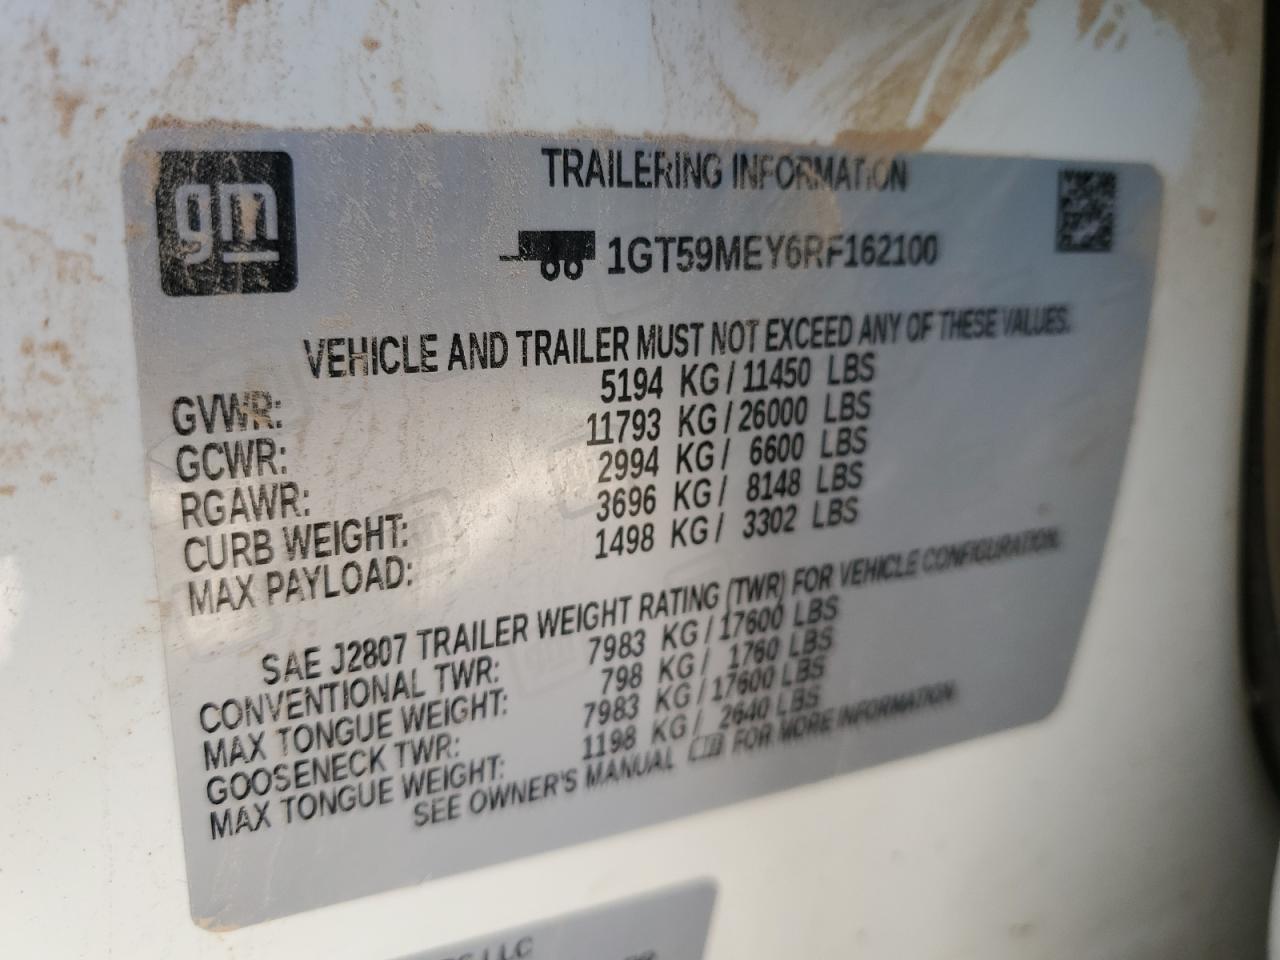 gm
TRAILERING INFORMATION
1GT59MEY6RF162100
VEHICLE AND TRAILER MUST NOT EXCEED ANY OF THESE VALUES.
GVWR: 5194 KG / 11450 LBS
GCWR: 11793 KG / 26000 LBS
RGAWR: 2994 KG / 6600 LBS
CURB WEIGHT: 3696 KG / 8148 LBS
MAX PAYLOAD: 1498 KG / 3302 LBS
SAE J2807 TRAILER WEIGHT RATING (TWR) FOR VEHICLE CONFIGURATION.
CONVENTIONAL TWR: 7983 KG / 17600 LBS
MAX TONGUE WEIGHT: 798 KG / 1760 LBS
GOOSENECK TWR: 7983 KG / 17600 LBS
MAX TONGUE WEIGHT: 1198 KG / 2640 LBS
SEE OWNER'S MANUAL FOR MORE INFORMATION.
LLC